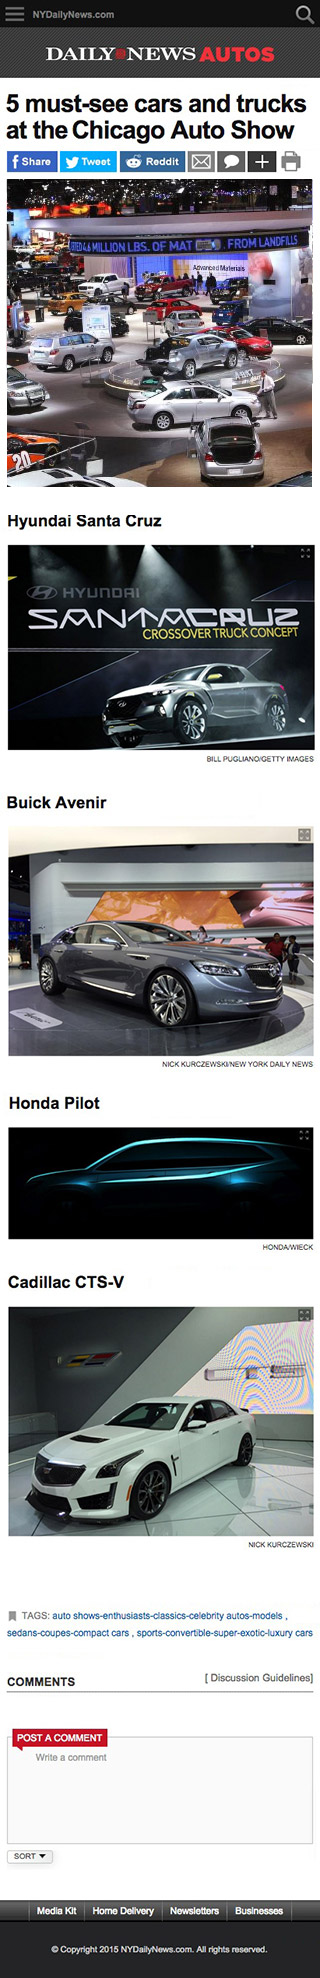 NYDailyNews.com
DAILY NEWS AUTOS
5 must-see cars and trucks
at the Chicago Auto Show
Share
Tweet
Reddit
4.6 MILLION LBS. OF MAT
FROM LANDFILLS
Advanced Materials
20
Hyundai Santa Cruz
HYUNDAI
SANTACRUZ
CROSSOVER TRUCK CONCEPT
BILL PUGLIANO/GETTY IMAGES
Buick Avenir
NICK KURCZEWSKI/NEW YORK DAILY NEWS
Honda Pilot
HONDA/WIECK
Cadillac CTS-V
NICK KURCZEWSKI
TAGS: auto shows-enthusiasts-classics-celebrity autos-models ,
sedans-coupes-compact cars , sports-convertible-super-exotic-luxury cars
COMMENTS
[ Discussion Guidelines]
POST A COMMENT
Write a comment
SORT
Media Kit
Home Delivery
Newsletters
Businesses
© Copyright 2015 NYDailyNews.com. All rights reserved.